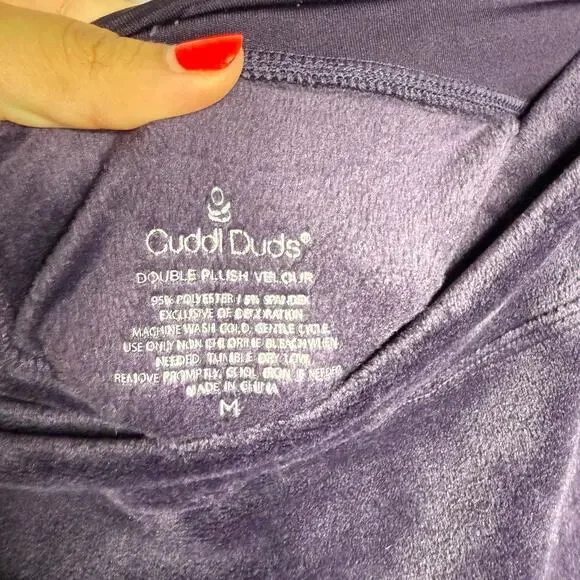 Cuddl Duds®
DOUBLE PLUSH VELOUR
95% POLYESTER / 5% SPANDEX
EXCLUSIVE OF DECORATION
MACHINE WASH COLD, GENTLE CYCLE.
USE ONLY NON CHLORINE BLEACH WHEN
NEEDED. TUMBLE DRY LOW.
REMOVE PROMPTLY. COOL IRON IF NEEDED.
MADE IN CHINA
M